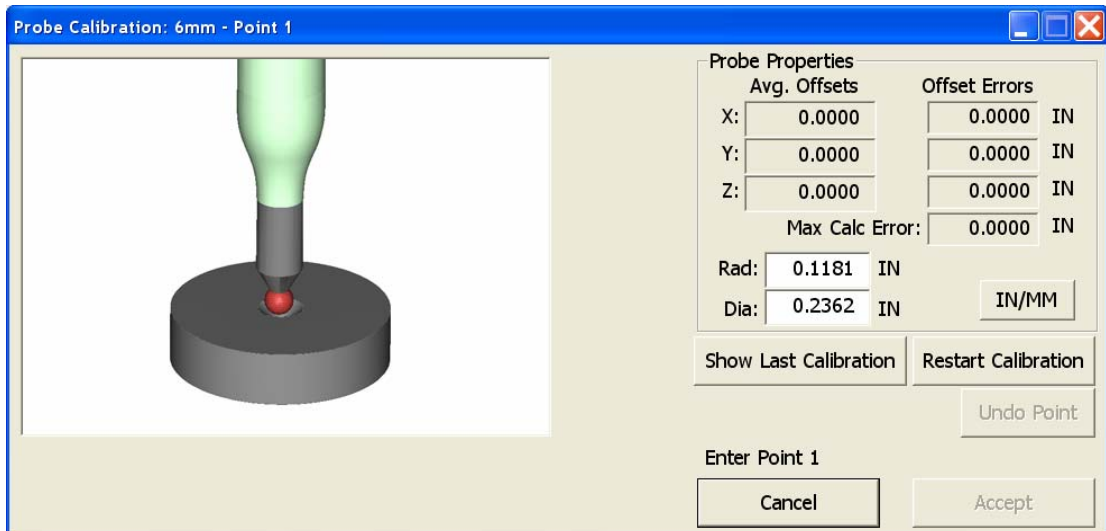 Probe Calibration: 6mm - Point 1
Probe Properties
Avg. Offsets Offset Errors
X: 0.0000 0.0000 IN
Y: 0.0000 0.0000 IN
Z: 0.0000 0.0000 IN
Max Calc Error: 0.0000 IN
Rad: 0.1181 IN
Dia: 0.2362 IN
IN/MM
Show Last Calibration Restart Calibration
Undo Point
Enter Point 1
Cancel Accept